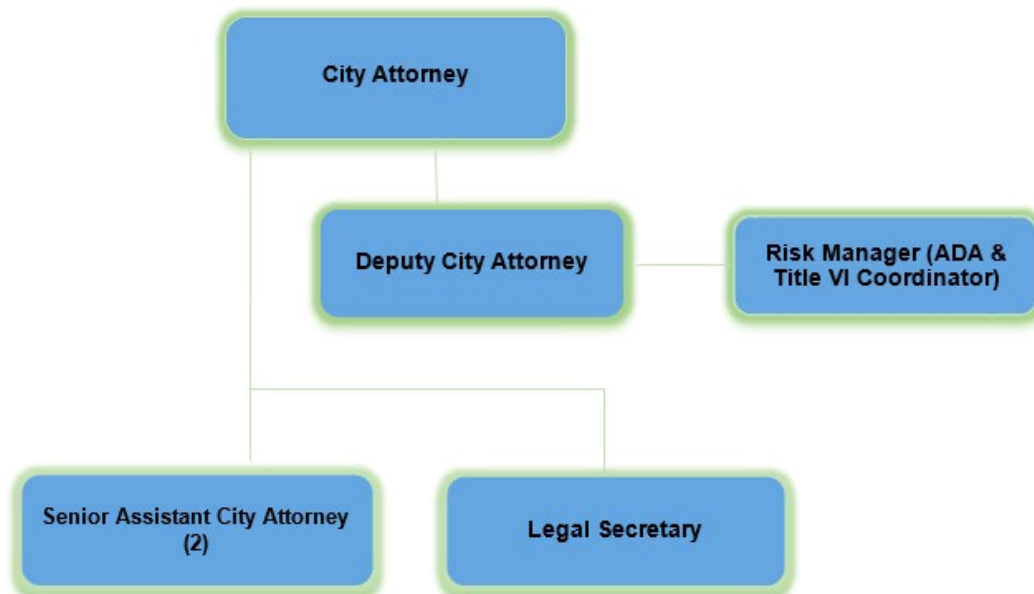 City Attorney
Deputy City Attorney
Risk Manager (ADA &
Title VI Coordinator)
Senior Assistant City Attorney
(2)
Legal Secretary